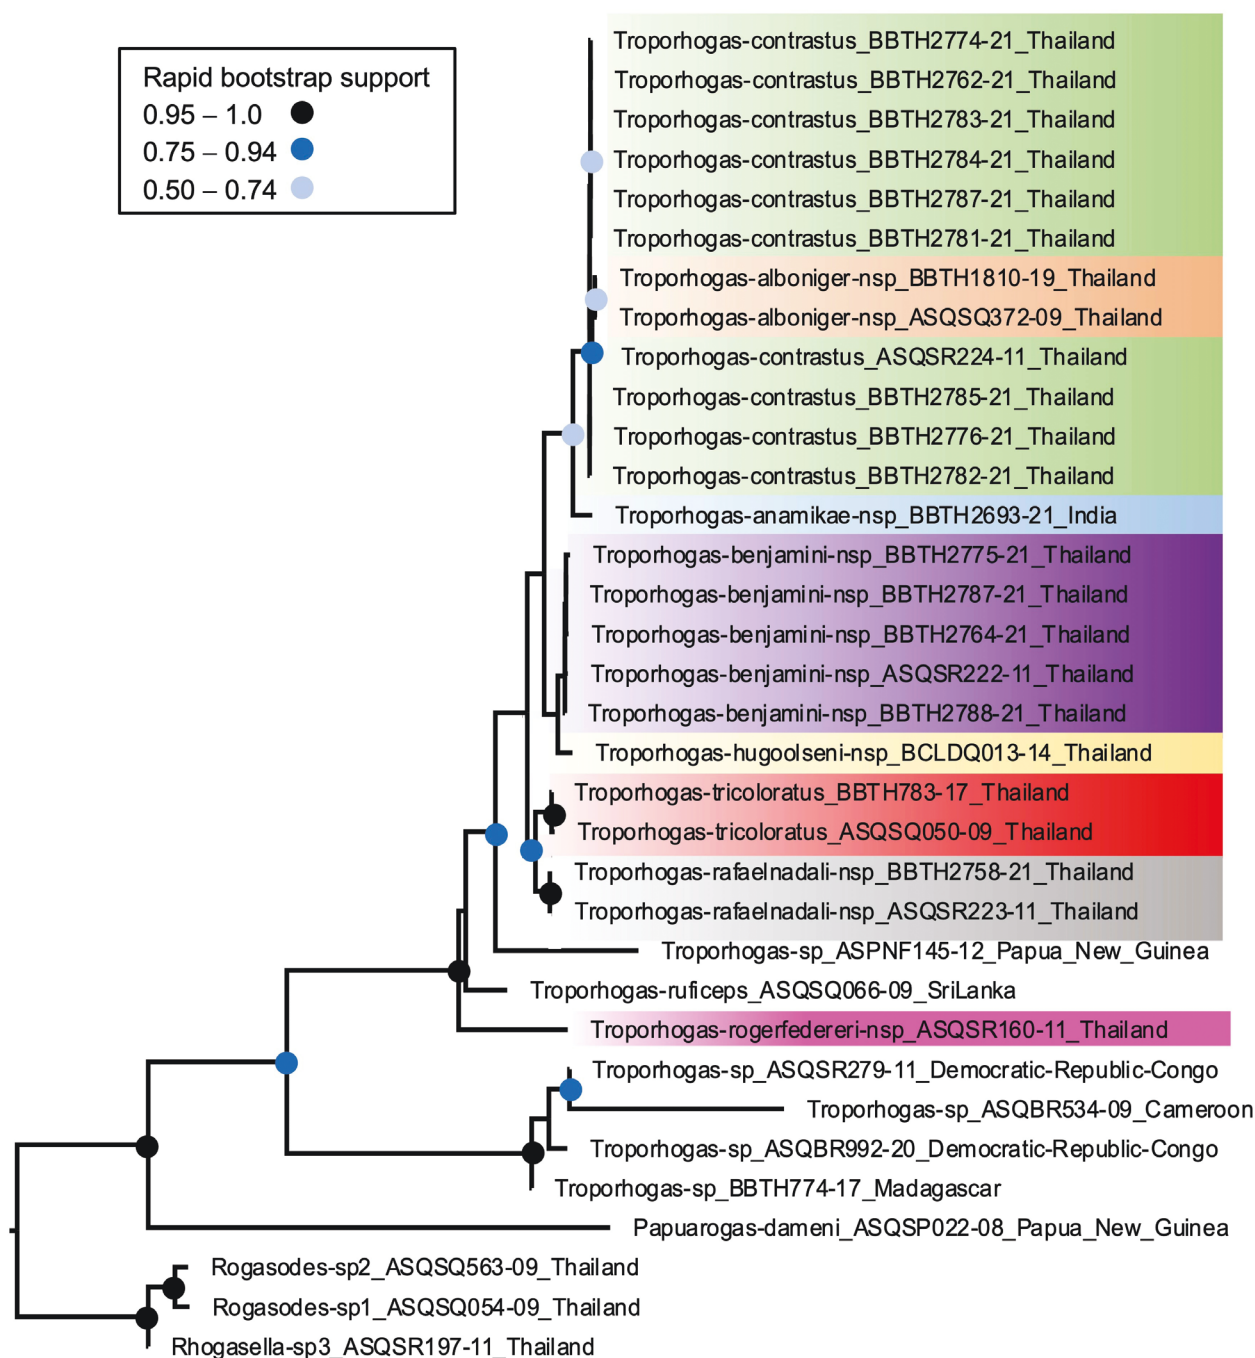 Rapid bootstrap support
0.95 – 1.0
0.75 – 0.94
0.50 – 0.74
Troporhogas-contrastus_BBTH2774-21_Thailand
Troporhogas-contrastus_BBTH2762-21_Thailand
Troporhogas-contrastus_BBTH2783-21_Thailand
Troporhogas-contrastus_BBTH2784-21_Thailand
Troporhogas-contrastus_BBTH2787-21_Thailand
Troporhogas-contrastus_BBTH2781-21_Thailand
Troporhogas-alboniger-nsp_BBTH1810-19_Thailand
Troporhogas-alboniger-nsp_ASQSQ372-09_Thailand
Troporhogas-contrastus_ASQSR224-11_Thailand
Troporhogas-contrastus_BBTH2785-21_Thailand
Troporhogas-contrastus_BBTH2776-21_Thailand
Troporhogas-contrastus_BBTH2782-21_Thailand
Troporhogas-anamikae-nsp_BBTH2693-21_India
Troporhogas-benjamini-nsp_BBTH2775-21_Thailand
Troporhogas-benjamini-nsp_BBTH2787-21_Thailand
Troporhogas-benjamini-nsp_BBTH2764-21_Thailand
Troporhogas-benjamini-nsp_ASQSR222-11_Thailand
Troporhogas-benjamini-nsp_BBTH2788-21_Thailand
Troporhogas-hugoolseni-nsp_BCLDQ013-14_Thailand
Troporhogas-tricoloratus_BBTH783-17_Thailand
Troporhogas-tricoloratus_ASQSQ050-09_Thailand
Troporhogas-rafaelnadali-nsp_BBTH2758-21_Thailand
Troporhogas-rafaelnadali-nsp_ASQSR223-11_Thailand
Troporhogas-sp_ASPNF145-12_Papua_New_Guinea
Troporhogas-ruficeps_ASQSQ066-09_SriLanka
Troporhogas-rogerfedereri-nsp_ASQSR160-11_Thailand
Troporhogas-sp_ASQSR279-11_Democratic-Republic-Congo
Troporhogas-sp_ASQBR534-09_Cameroon
Troporhogas-sp_ASQBR992-20_Democratic-Republic-Congo
Troporhogas-sp_BBTH774-17_Madagascar
Papuarogas-dameni_ASQSP022-08_Papua_New_Guinea
Rogasodes-sp2_ASQSQ563-09_Thailand
Rogasodes-sp1_ASQSQ054-09_Thailand
Rhogasella-sp3_ASQSR197-11_Thailand